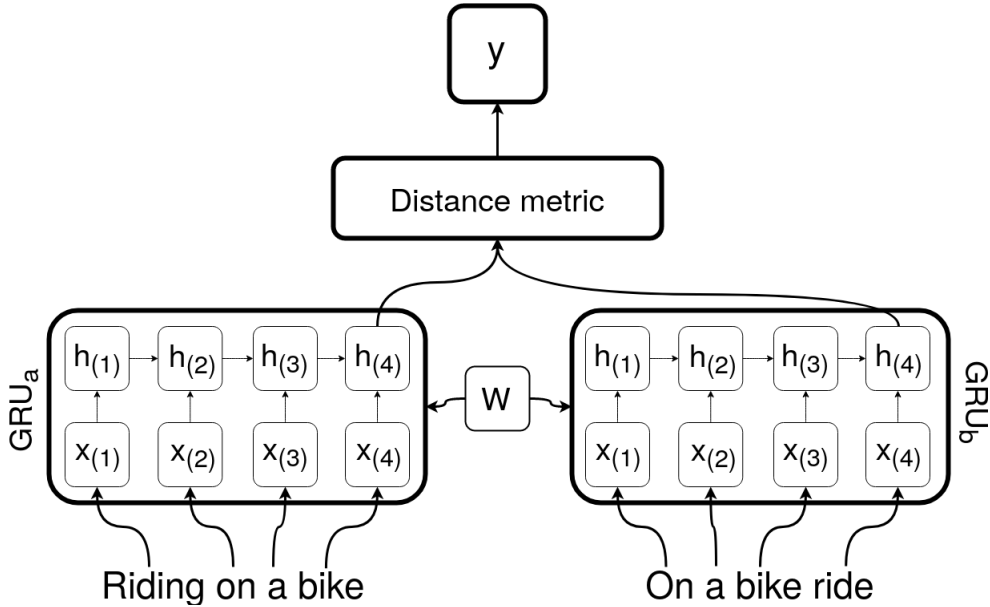 y
Distance metric
GRUa
h(1) h(2) h(3) h(4)
x(1) x(2) x(3) x(4)
W
h(1) h(2) h(3) h(4)
x(1) x(2) x(3) x(4)
GRUb
Riding on a bike
On a bike ride